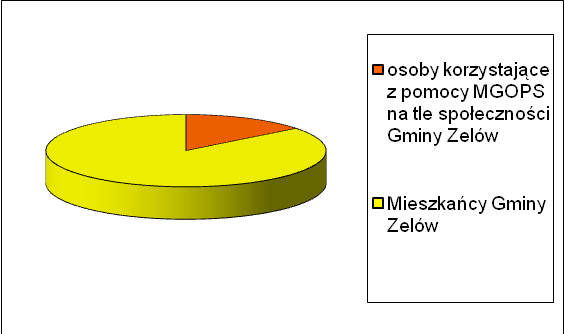 osoby korzystające
z pomocy MGOPS
na tle społeczności
Gminy Zelów
Mieszkańcy Gminy
Zelów